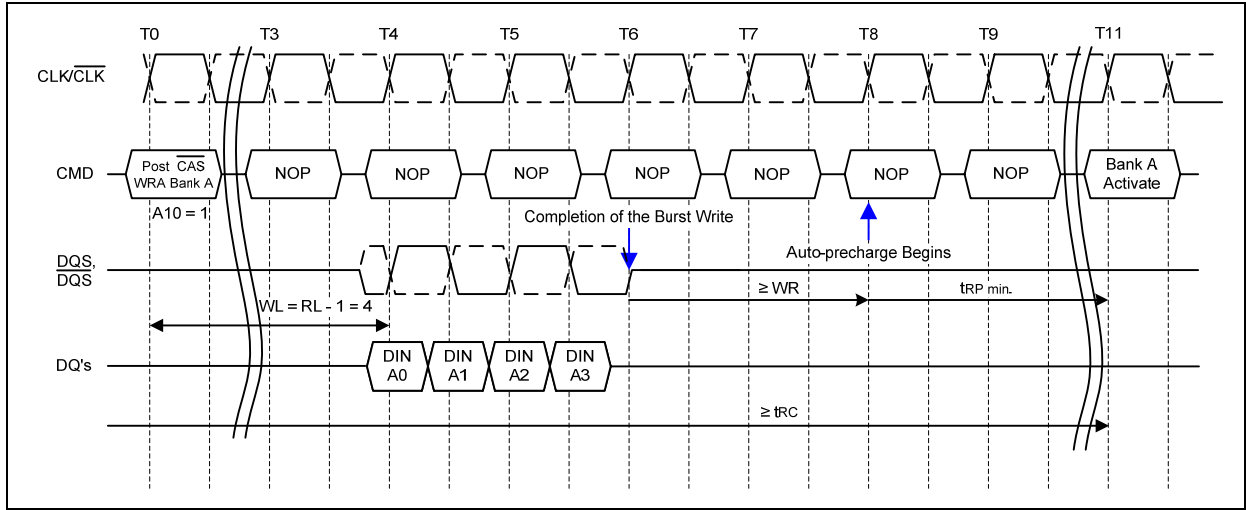 T0 T3 T4 T5 T6 T7 T8 T9 T11
CLK/CLK
CMD
Post CAS
WRA Bank A
NOP NOP NOP NOP NOP NOP NOP
Bank A
Activate
A10 = 1
Completion of the Burst Write
Auto-precharge Begins
DQS,
DQS
≥ WR
tRP min.
WL = RL - 1 = 4
DQ's
DIN
A0
DIN
A1
DIN
A2
DIN
A3
≥ tRC